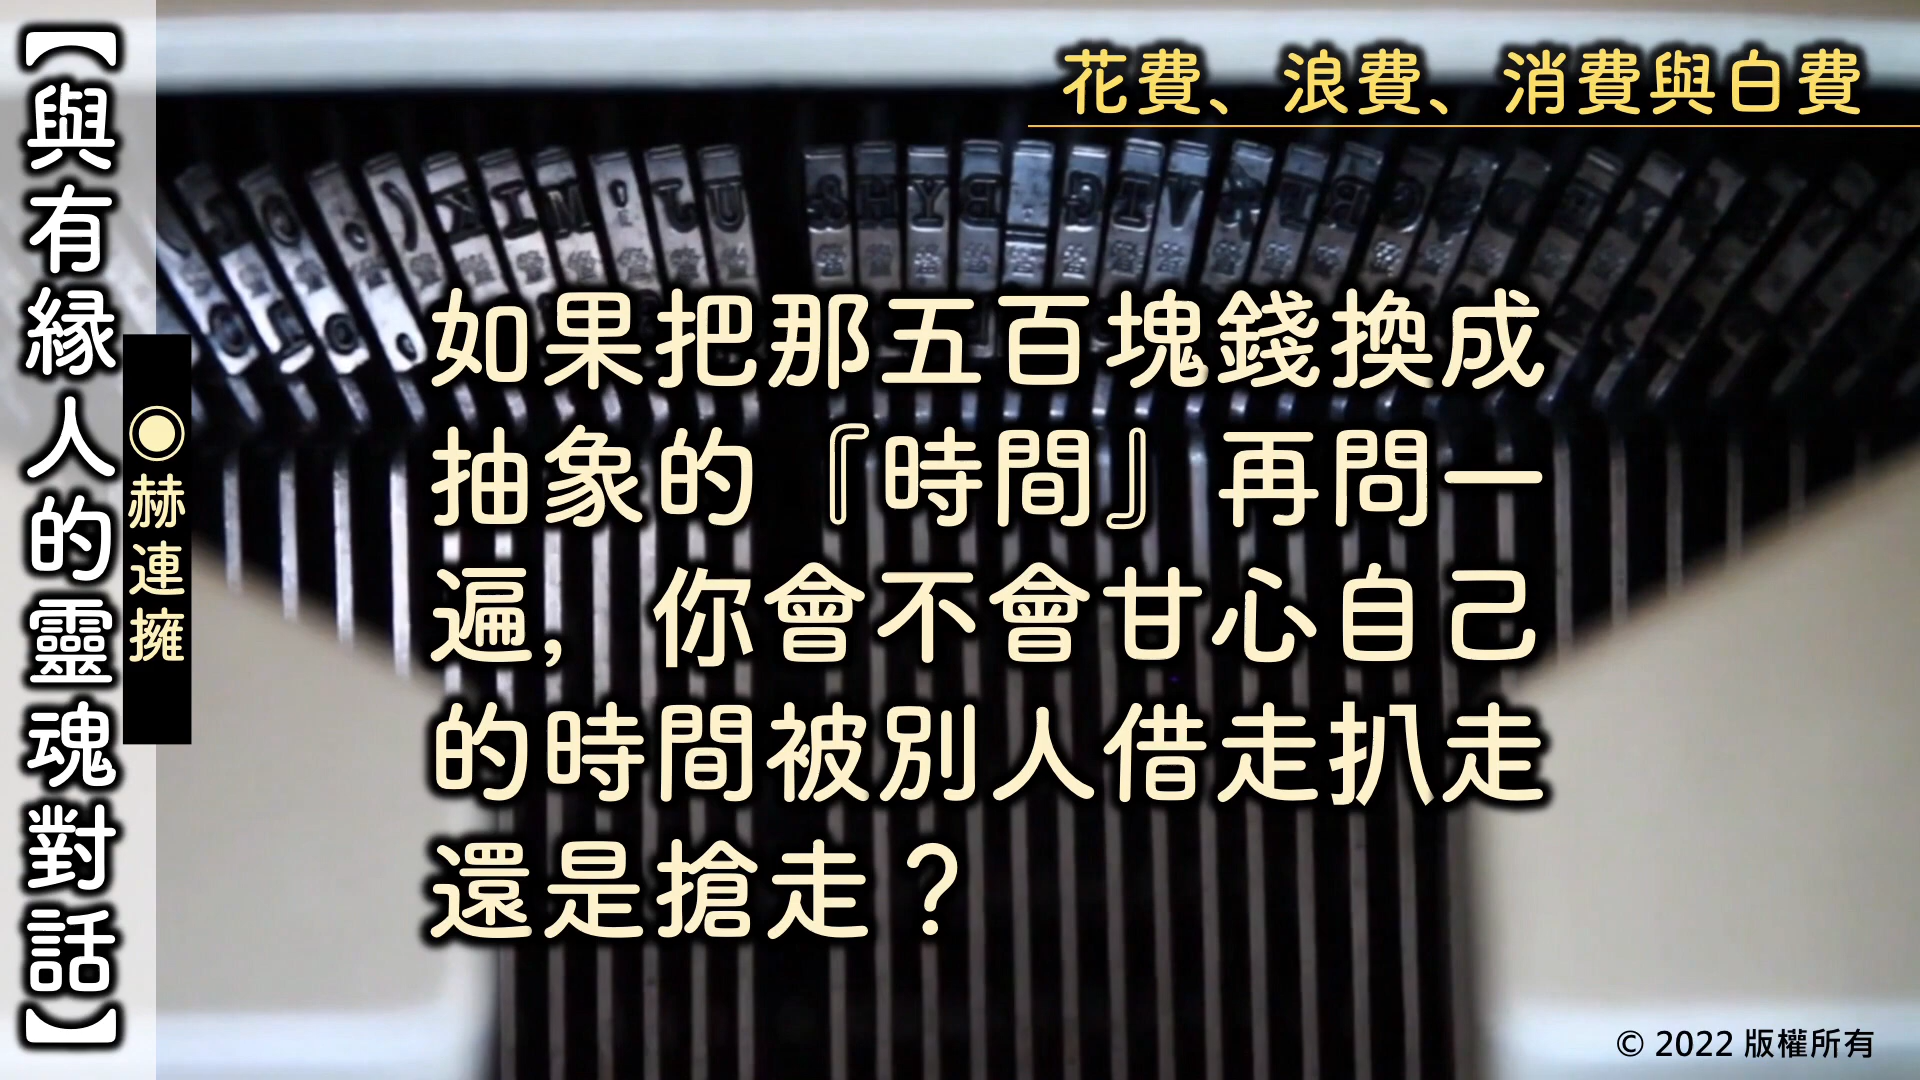 【與有緣人的靈魂對話】
◉赫連擁
花費、浪費、消費與白費
如果把那五百塊錢換成
抽象的『時間』再問一
遍，你會不會甘心自己
的時間被別人借走扒走
還是搶走？
© 2022 版權所有